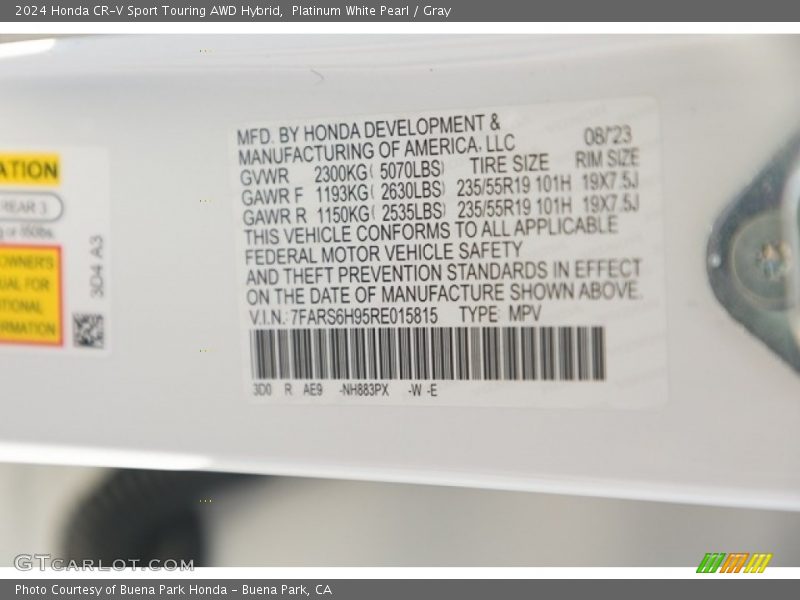 2024 Honda CR-V Sport Touring AWD Hybrid, Platinum White Pearl / Gray
ATION
REAR 3
OWNER'S
UAL FOR
ITIONAL
RMATION
3D4 A3
MFD. BY HONDA DEVELOPMENT &
MANUFACTURING OF AMERICA, LLC 08/'23
GVWR 2300KG( 5070LBS) TIRE SIZE RIM SIZE
GAWR F 1193KG( 2630LBS) 235/55R19 101H 19X7.5J
GAWR R 1150KG( 2535LBS) 235/55R19 101H 19X7.5J
THIS VEHICLE CONFORMS TO ALL APPLICABLE
FEDERAL MOTOR VEHICLE SAFETY
AND THEFT PREVENTION STANDARDS IN EFFECT
ON THE DATE OF MANUFACTURE SHOWN ABOVE.
V.I.N.: 7FARS6H95RE015815 TYPE MPV
3D0 R AE9 -NH883PX -W -E
GTCARLOT.COM
Photo Courtesy of Buena Park Honda - Buena Park, CA